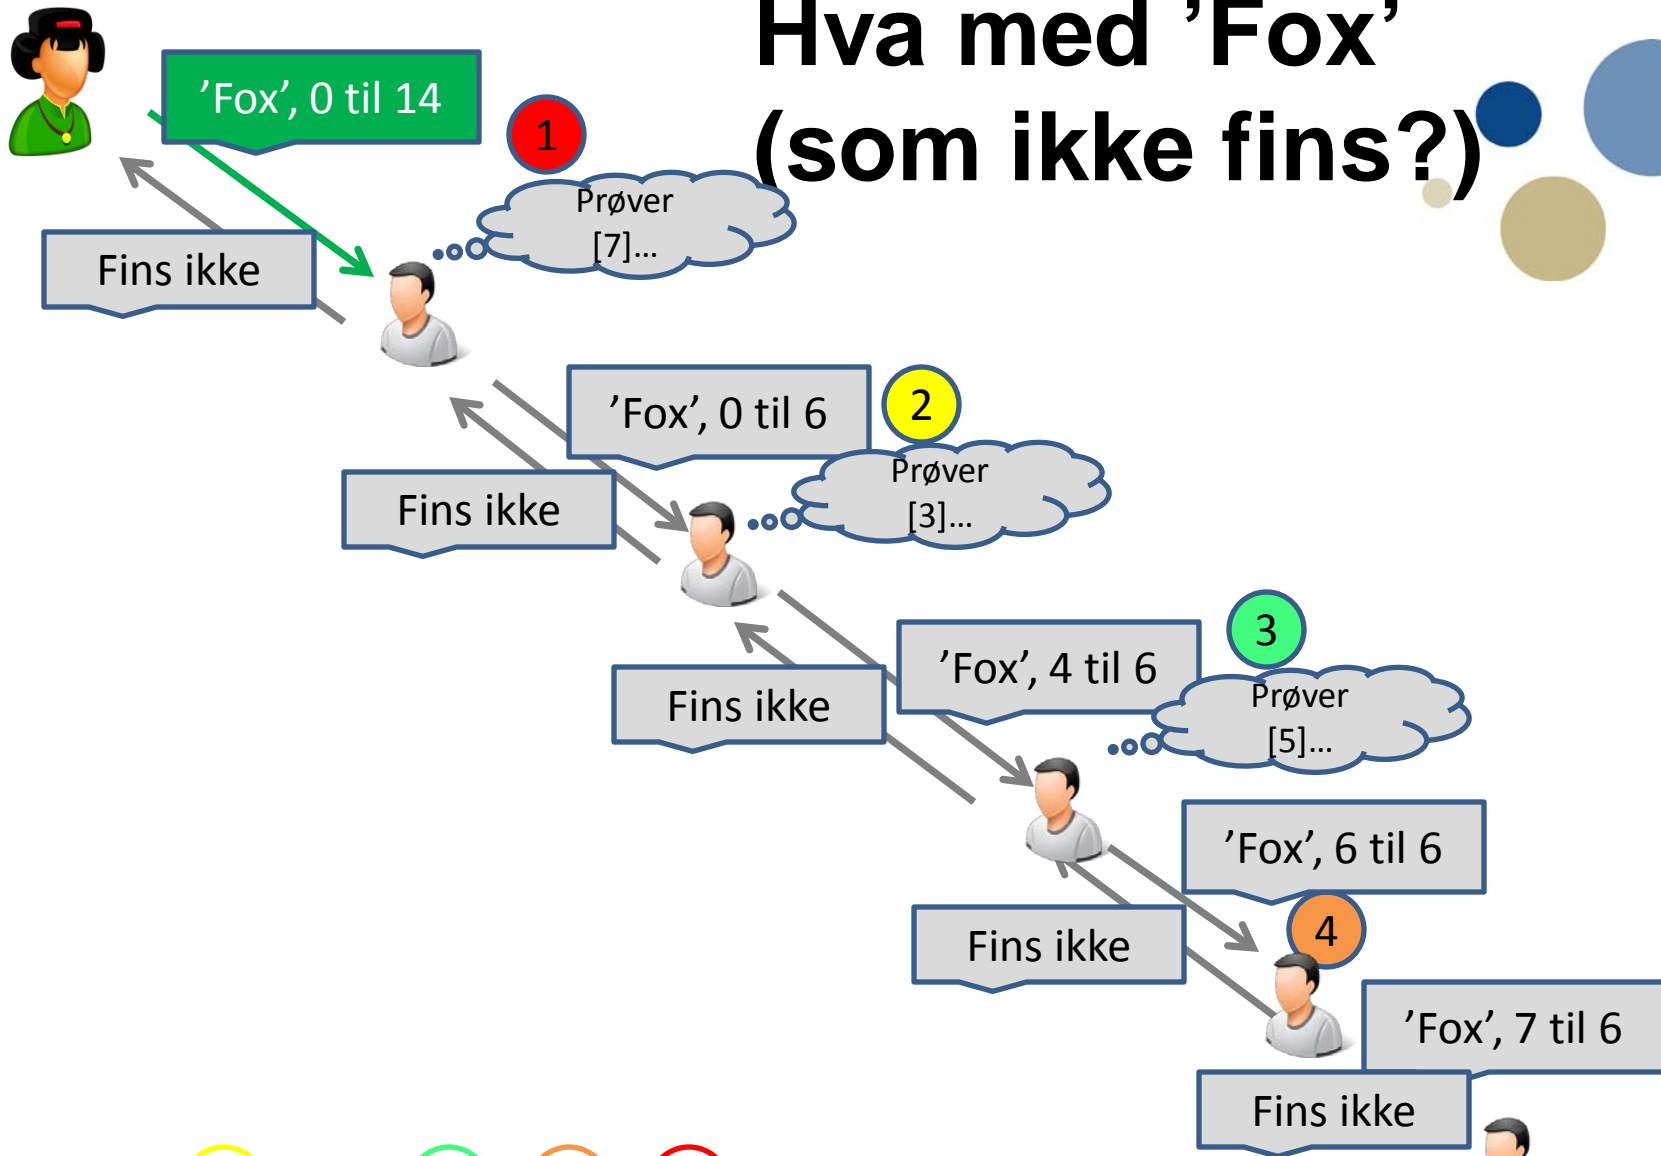 Hva med ’Fox’
(som ikke fins?)
’Fox’, 0 til 14
1
Prøver
[7]...
Fins ikke
’Fox’, 0 til 6
2
Prøver
[3]...
Fins ikke
’Fox’, 4 til 6
3
Prøver
[5]...
Fins ikke
’Fox’, 6 til 6
4
Fins ikke
’Fox’, 7 til 6
Fins ikke